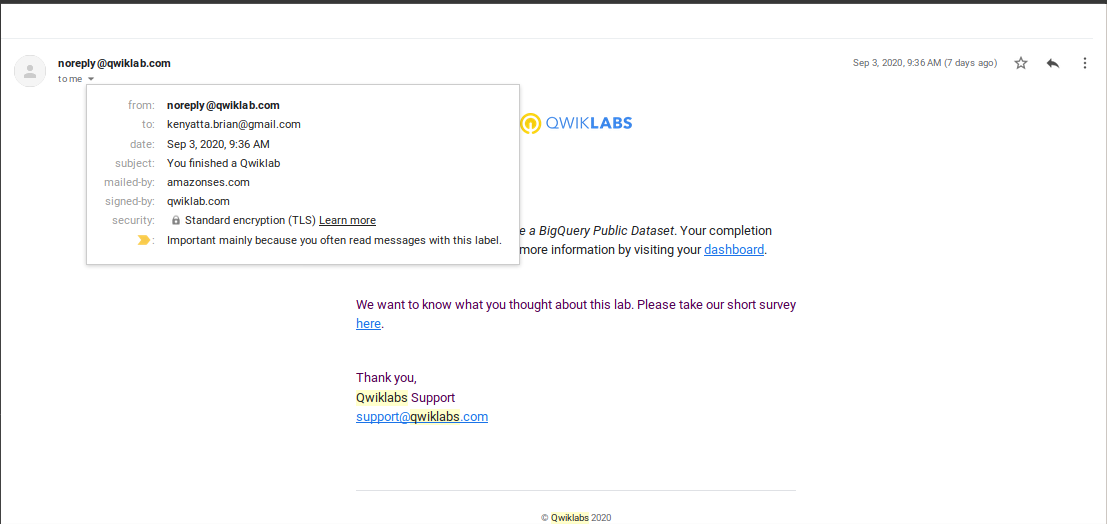 noreply@qwiklab.com
Sep 3, 2020, 9:36 AM (7 days ago)
to me
from: noreply@qwiklab.com
to: kenyatta.brian@gmail.com
date: Sep 3, 2020, 9:36 AM
subject: You finished a Qwiklab
mailed-by: amazonses.com
signed-by: qwiklab.com
security: Standard encryption (TLS) Learn more
: Important mainly because you often read messages with this label.
QWIKLABS
e a BigQuery Public Dataset. Your completion
more information by visiting your dashboard.
We want to know what you thought about this lab. Please take our short survey
here.
Thank you,
Qwiklabs Support
support@qwiklabs.com
© Qwiklabs 2020